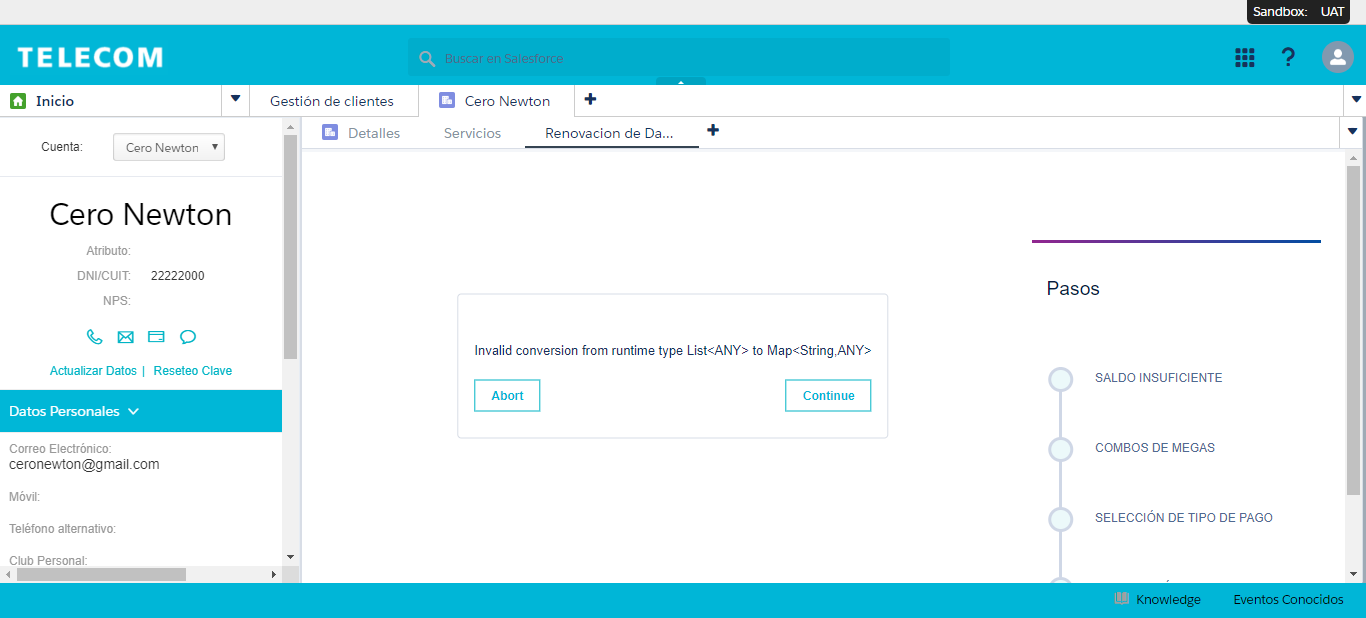 Sandbox: UAT
TELECOM
Buscar en Salesforce
Inicio
Gestión de clientes
Cero Newton
Detalles
Servicios
Renovacion de Da...
Cuenta:
Cero Newton
Cero Newton
Atributo:
DNI/CUIT: 22222000
NPS:
Actualizar Datos | Reseteo Clave
Datos Personales
Correo Electrónico:
ceronewton@gmail.com
Móvil:
Teléfono alternativo:
Club Personal:
Invalid conversion from runtime type List<ANY> to Map<String,ANY>
Abort
Continue
Pasos
SALDO INSUFICIENTE
COMBOS DE MEGAS
SELECCIÓN DE TIPO DE PAGO
Knowledge
Eventos Conocidos